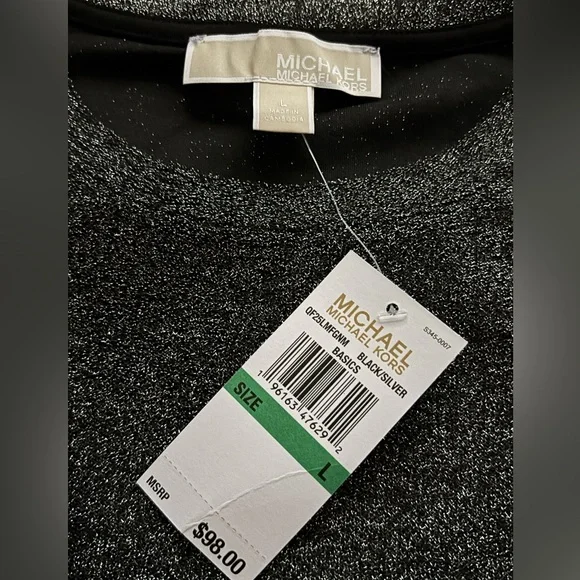 MICHAEL
MICHAEL KORS
L
MADE IN
CAMBODIA
MICHAEL
MICHAEL KORS
S345-0007
QF25LMFGNM BLACK/SILVER
BASICS
1 96163 47629 2
SIZE L
MSRP $98.00